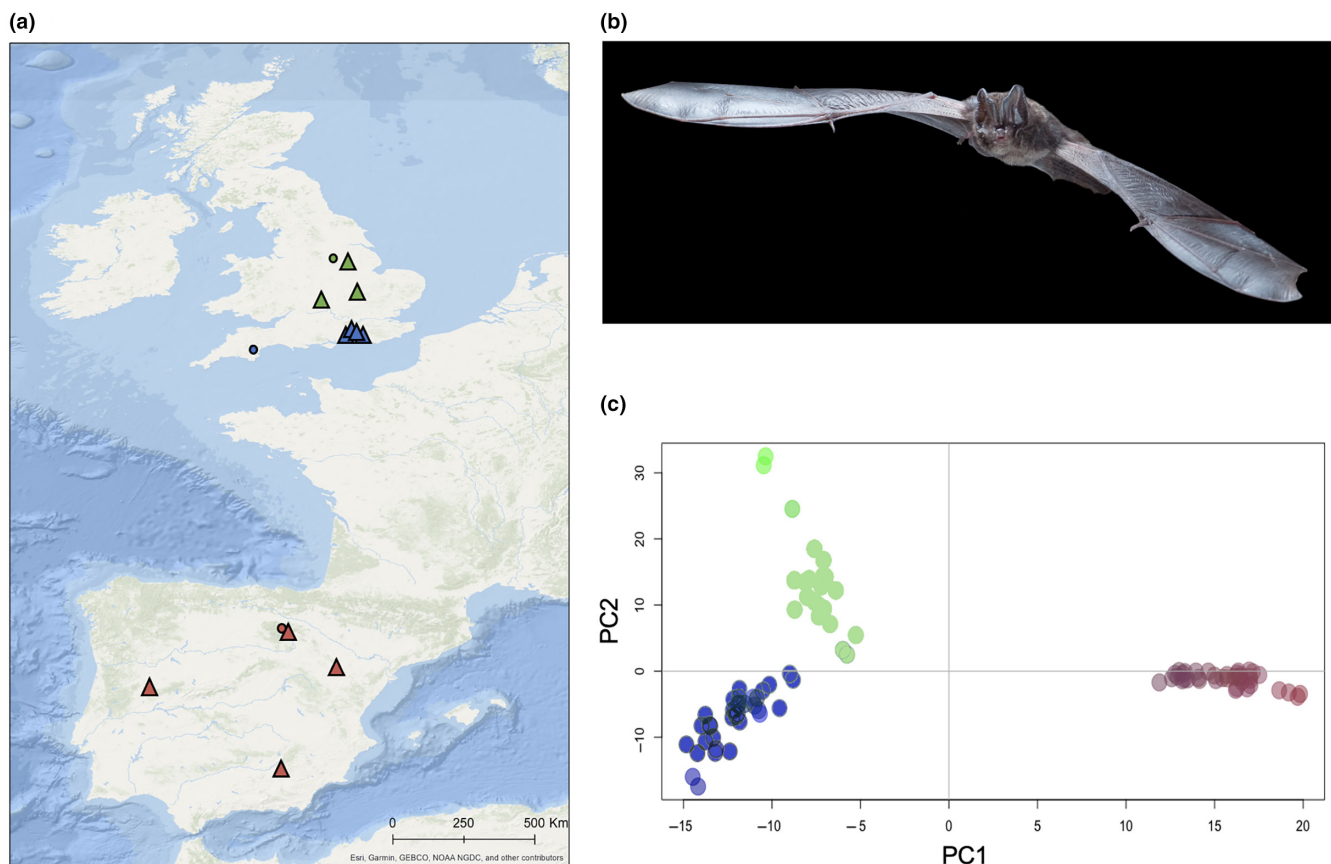 (a)
0 250 500 Km
Esri, Garmin, GEBCO, NOAA NGDC, and other contributors
(b)
(c)
PC2
30
20
10
0
−10
−15 −10 −5 0 5 10 15 20
PC1